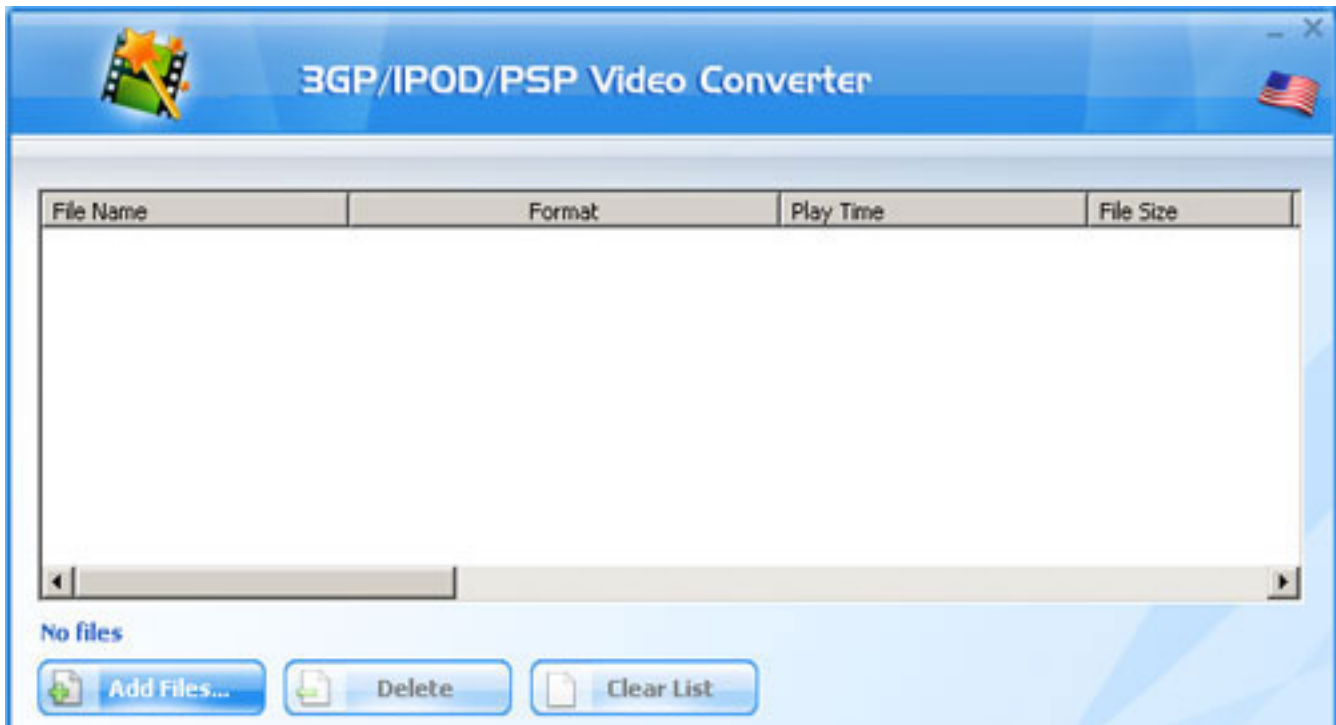 3GP/IPOD/PSP Video Converter
File Name Format Play Time File Size
No files
Add Files... Delete Clear List